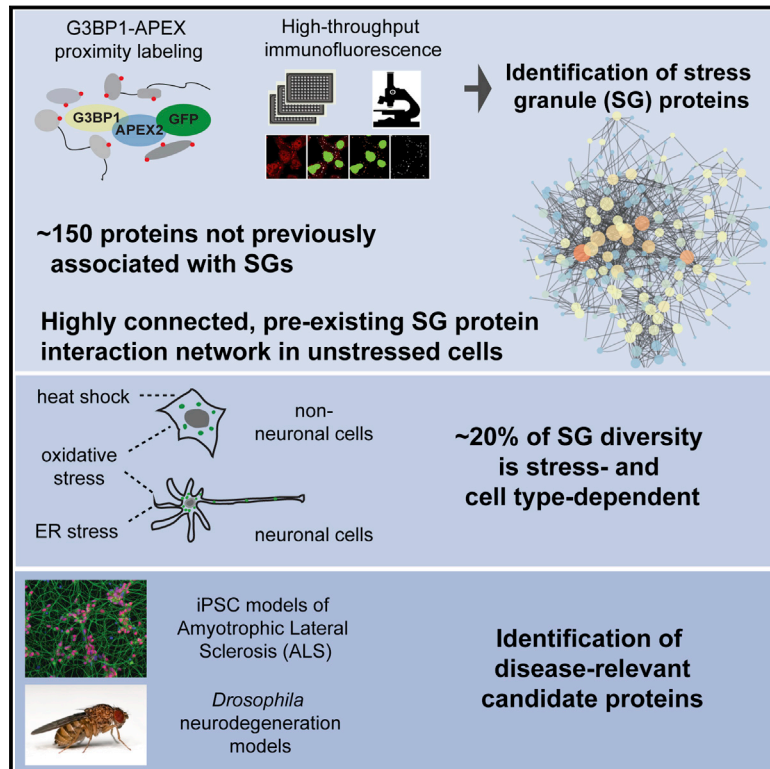 G3BP1-APEX
proximity labeling
High-throughput
immunofluorescence
G3BP1
APEX2
GFP
Identification of stress
granule (SG) proteins
~150 proteins not previously
associated with SGs
Highly connected, pre-existing SG protein
interaction network in unstressed cells
heat shock
oxidative
stress
ER stress
non-
neuronal cells
neuronal cells
~20% of SG diversity
is stress- and
cell type-dependent
iPSC models of
Amyotrophic Lateral
Sclerosis (ALS)
Drosophila
neurodegeneration
models
Identification of
disease-relevant
candidate proteins